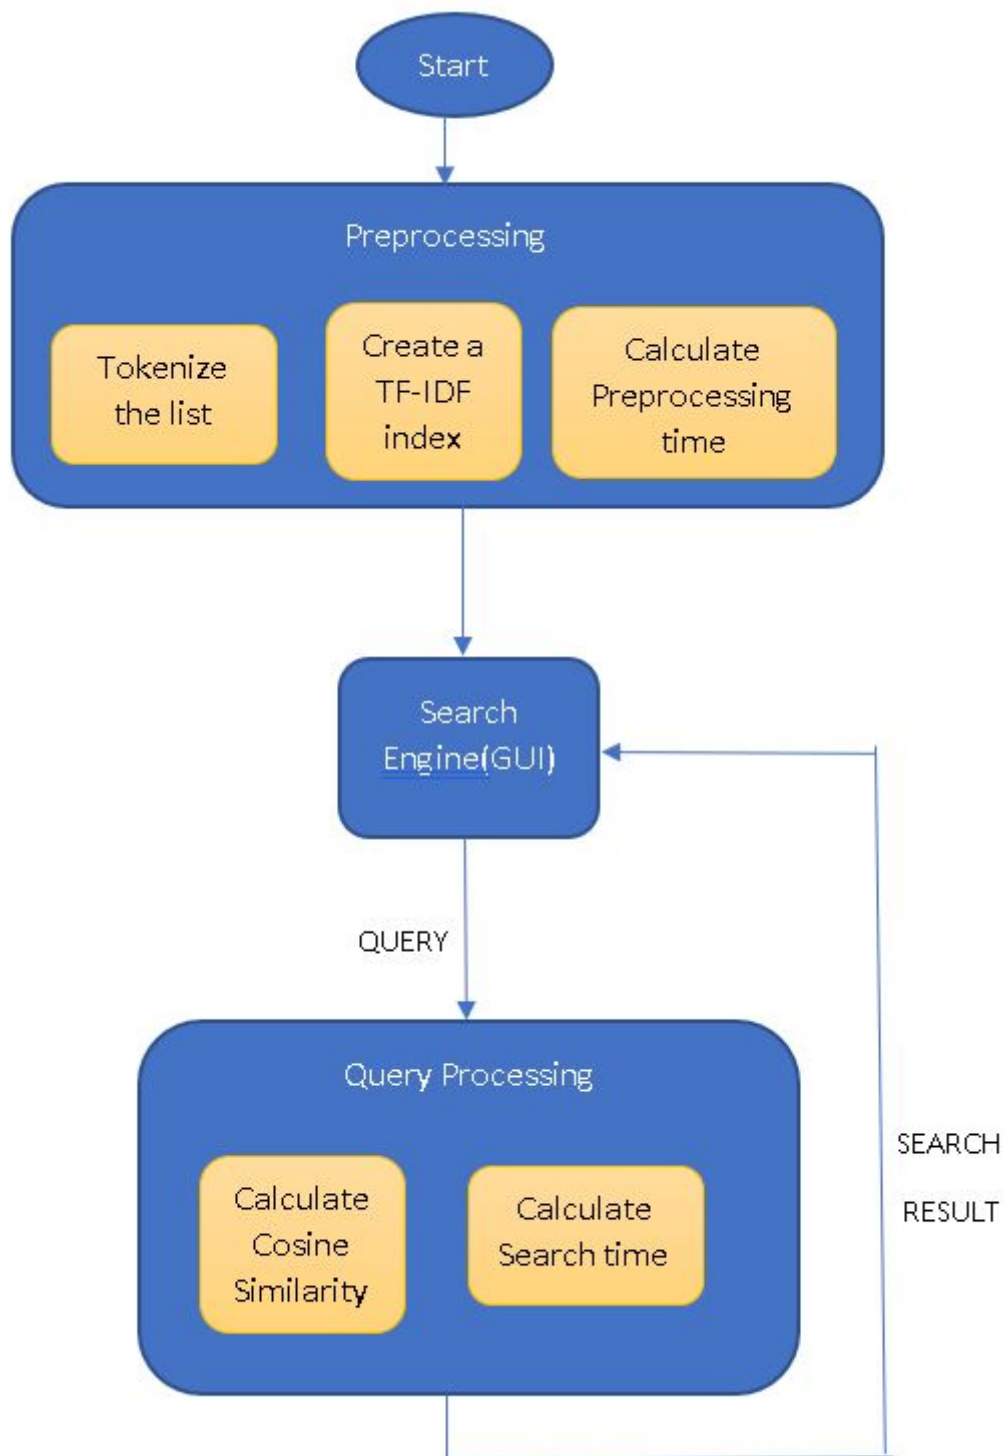 Start
Preprocessing
Tokenize
the list
Create a
TF-IDF
index
Calculate
Preprocessing
time
Search
Engine(GUI)
QUERY
Query Processing
Calculate
Cosine
Similarity
Calculate
Search time
SEARCH
RESULT